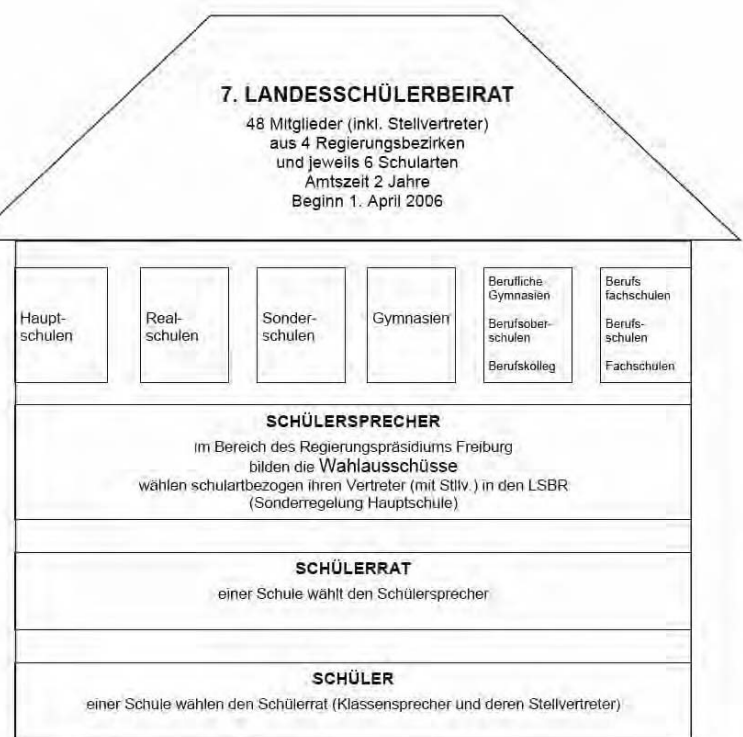 7. LANDESSCHÜLERBEIRAT
48 Mitglieder (inkl. Stellvertreter)
aus 4 Regierungsbezirken
und jeweils 6 Schularten
Amtszeit 2 Jahre
Beginn 1. April 2006
Haupt-
schulen
Real-
schulen
Sonder-
schulen
Gymnasien
Berufliche
Gymnasien
Berufsober-
schulen
Berufskolleg
Berufs
fachschulen
Berufs-
schulen
Fachschulen
SCHÜLERSPRECHER
im Bereich des Regierungspräsidiums Freiburg
bilden die Wahlausschüsse
wählen schulartbezogen ihren Vertreter (mit Stllv.) in den LSBR
(Sonderregelung Hauptschule)
SCHÜLERRAT
einer Schule wählt den Schülersprecher
SCHÜLER
einer Schule wählen den Schülerrat (Klassensprecher und deren Stellvertreter)